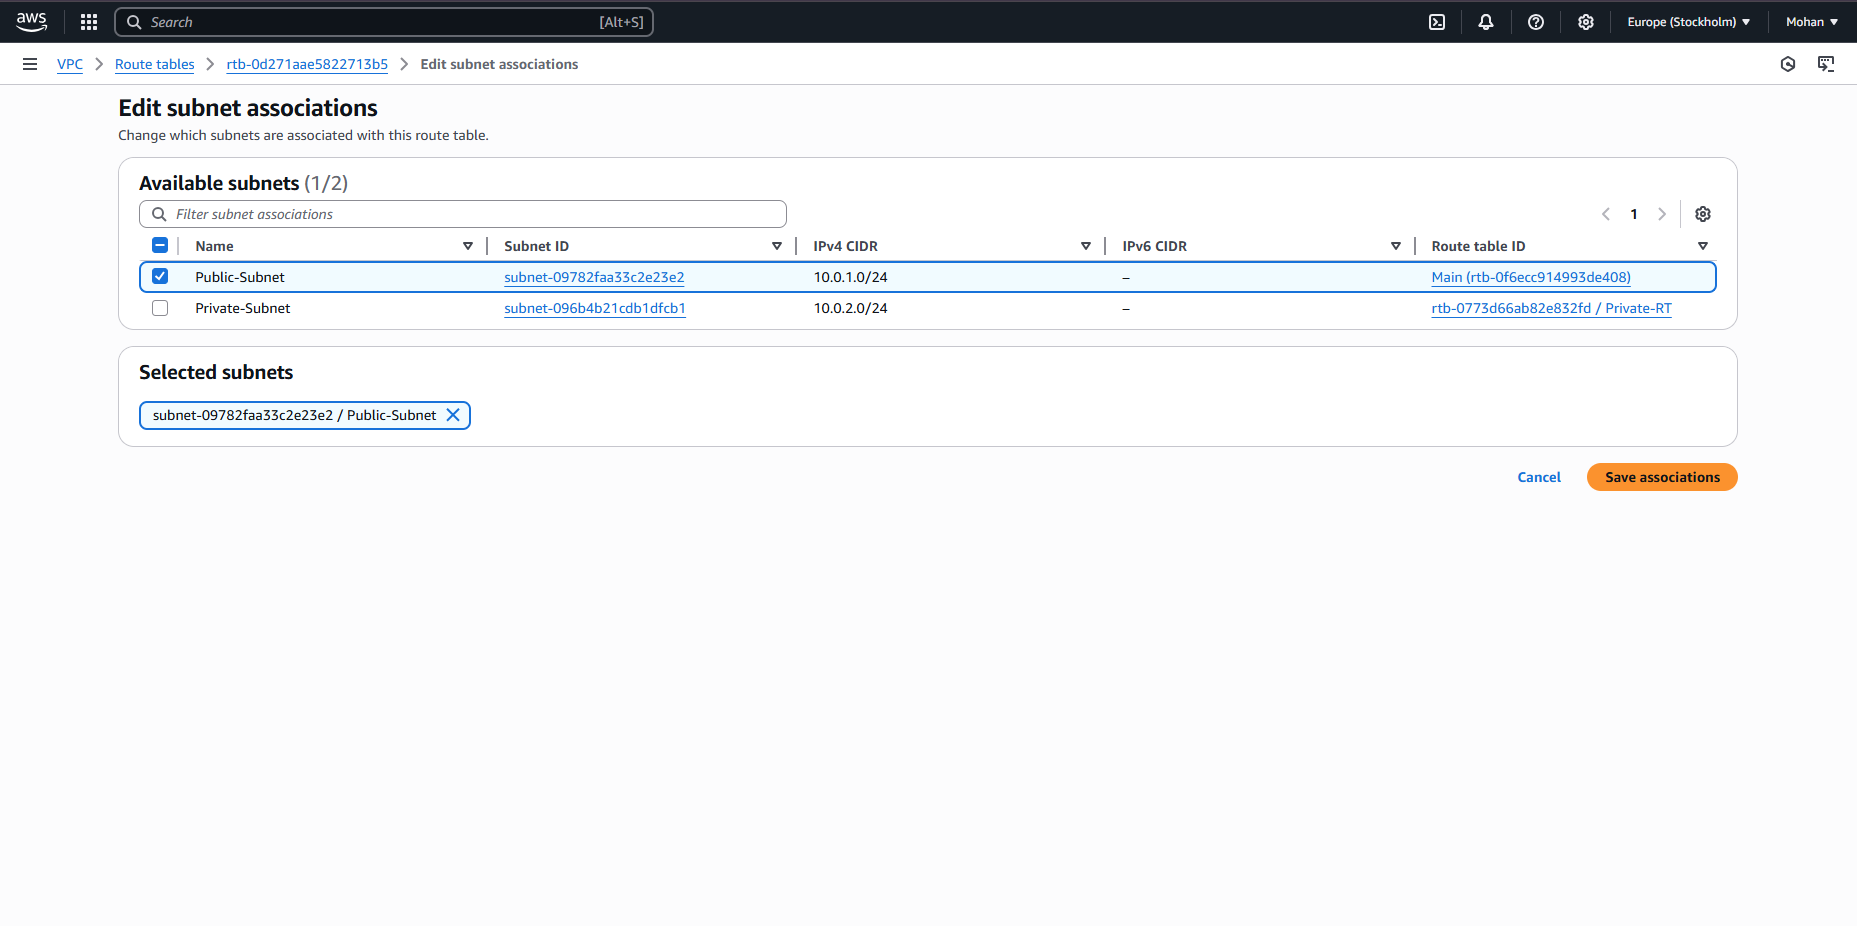 aws Search [Alt+S] Europe (Stockholm) Mohan
VPC Route tables rtb-0d271aae5822713b5 Edit subnet associations
Edit subnet associations
Change which subnets are associated with this route table.
Available subnets (1/2)
Filter subnet associations 1
Name Subnet ID IPv4 CIDR IPv6 CIDR Route table ID
Public-Subnet subnet-09782faa33c2e23e2 10.0.1.0/24 – Main (rtb-0f6ecc914993de408)
Private-Subnet subnet-096b4b21cdb1dfcb1 10.0.2.0/24 – rtb-0773d66ab82e832fd / Private-RT
Selected subnets
subnet-09782faa33c2e23e2 / Public-Subnet
Cancel Save associations